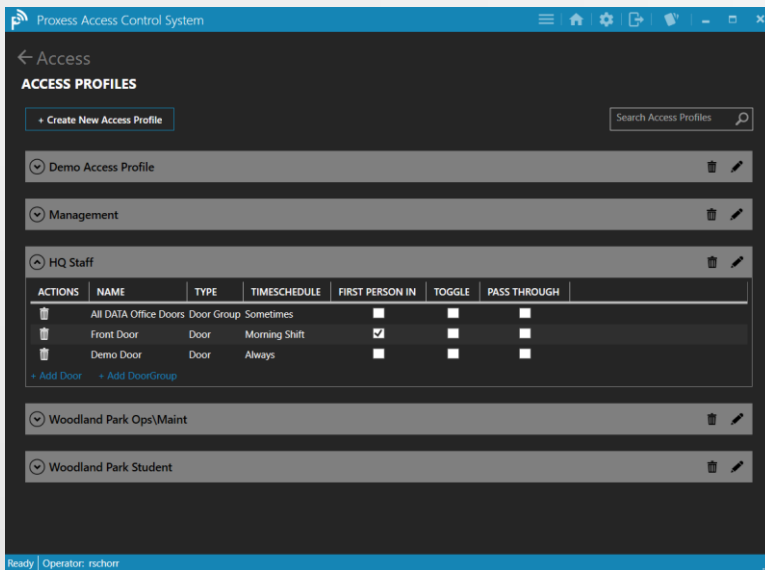 Proxess Access Control System
Access
ACCESS PROFILES
+ Create New Access Profile
Search Access Profiles
Demo Access Profile
Management
HQ Staff
ACTIONS NAME TYPE TIMESCHEDULE FIRST PERSON IN TOGGLE PASS THROUGH
All DATA Office Doors Door Group Sometimes
Front Door Door Morning Shift
Demo Door Door Always
+ Add Door + Add DoorGroup
Woodland Park Ops\Maint
Woodland Park Student
Ready Operator: rschorr